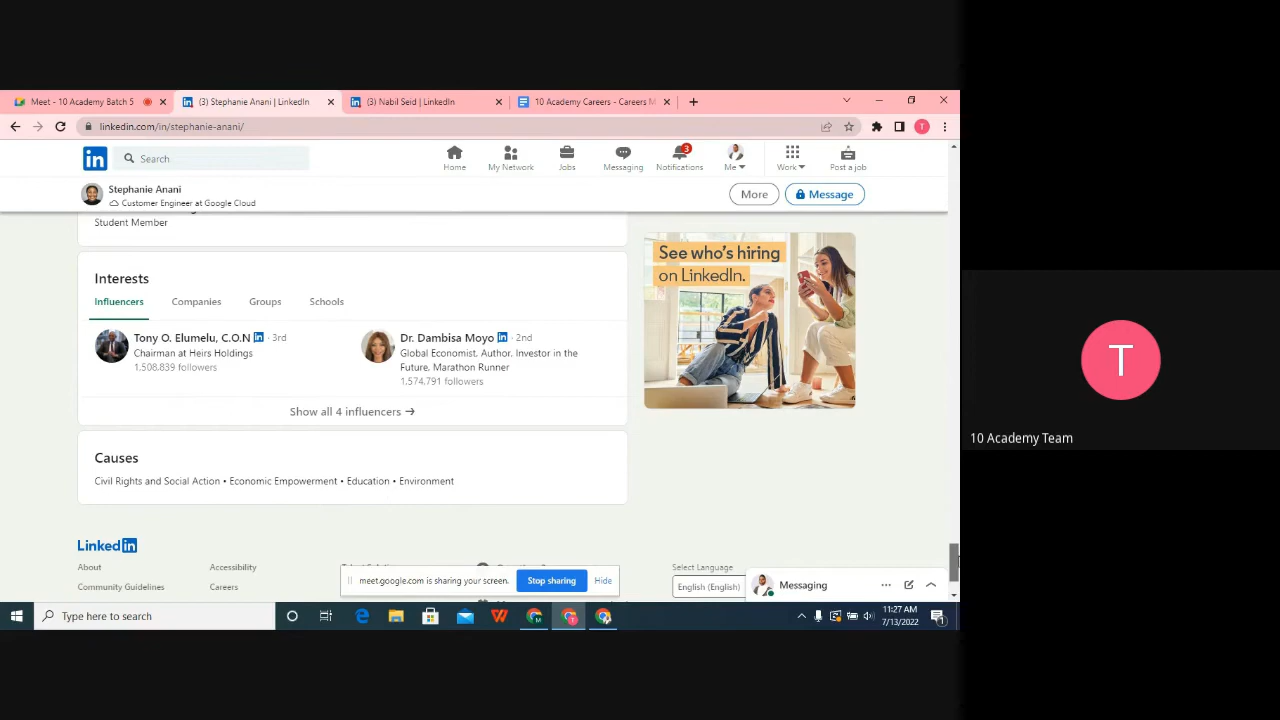 Meet - 10 Academy Batch 5
(3) Stephanie Anani | LinkedIn
(3) Nabil Seid | LinkedIn
10 Academy Careers - Careers M
linkedin.com/in/stephanie-anani/
T
in
Search
Home
My Network
Jobs
Messaging
3
Notifications
Me
Work
Post a job
Stephanie Anani
Customer Engineer at Google Cloud
More
Message
Student Member
Interests
Influencers
Companies
Groups
Schools
Tony O. Elumelu, C.O.N in · 3rd
Chairman at Heirs Holdings
1,508,839 followers
Dr. Dambisa Moyo in · 2nd
Global Economist. Author. Investor in the
Future, Marathon Runner
1,574,791 followers
Show all 4 influencers →
Causes
Civil Rights and Social Action • Economic Empowerment • Education • Environment
See who's hiring
on LinkedIn.
LinkedIn
About
Accessibility
Select Language
Community Guidelines
Careers
English (English)
meet.google.com is sharing your screen.
Stop sharing
Hide
Messaging
Type here to search
11:27 AM
7/13/2022
1
T
10 Academy Team